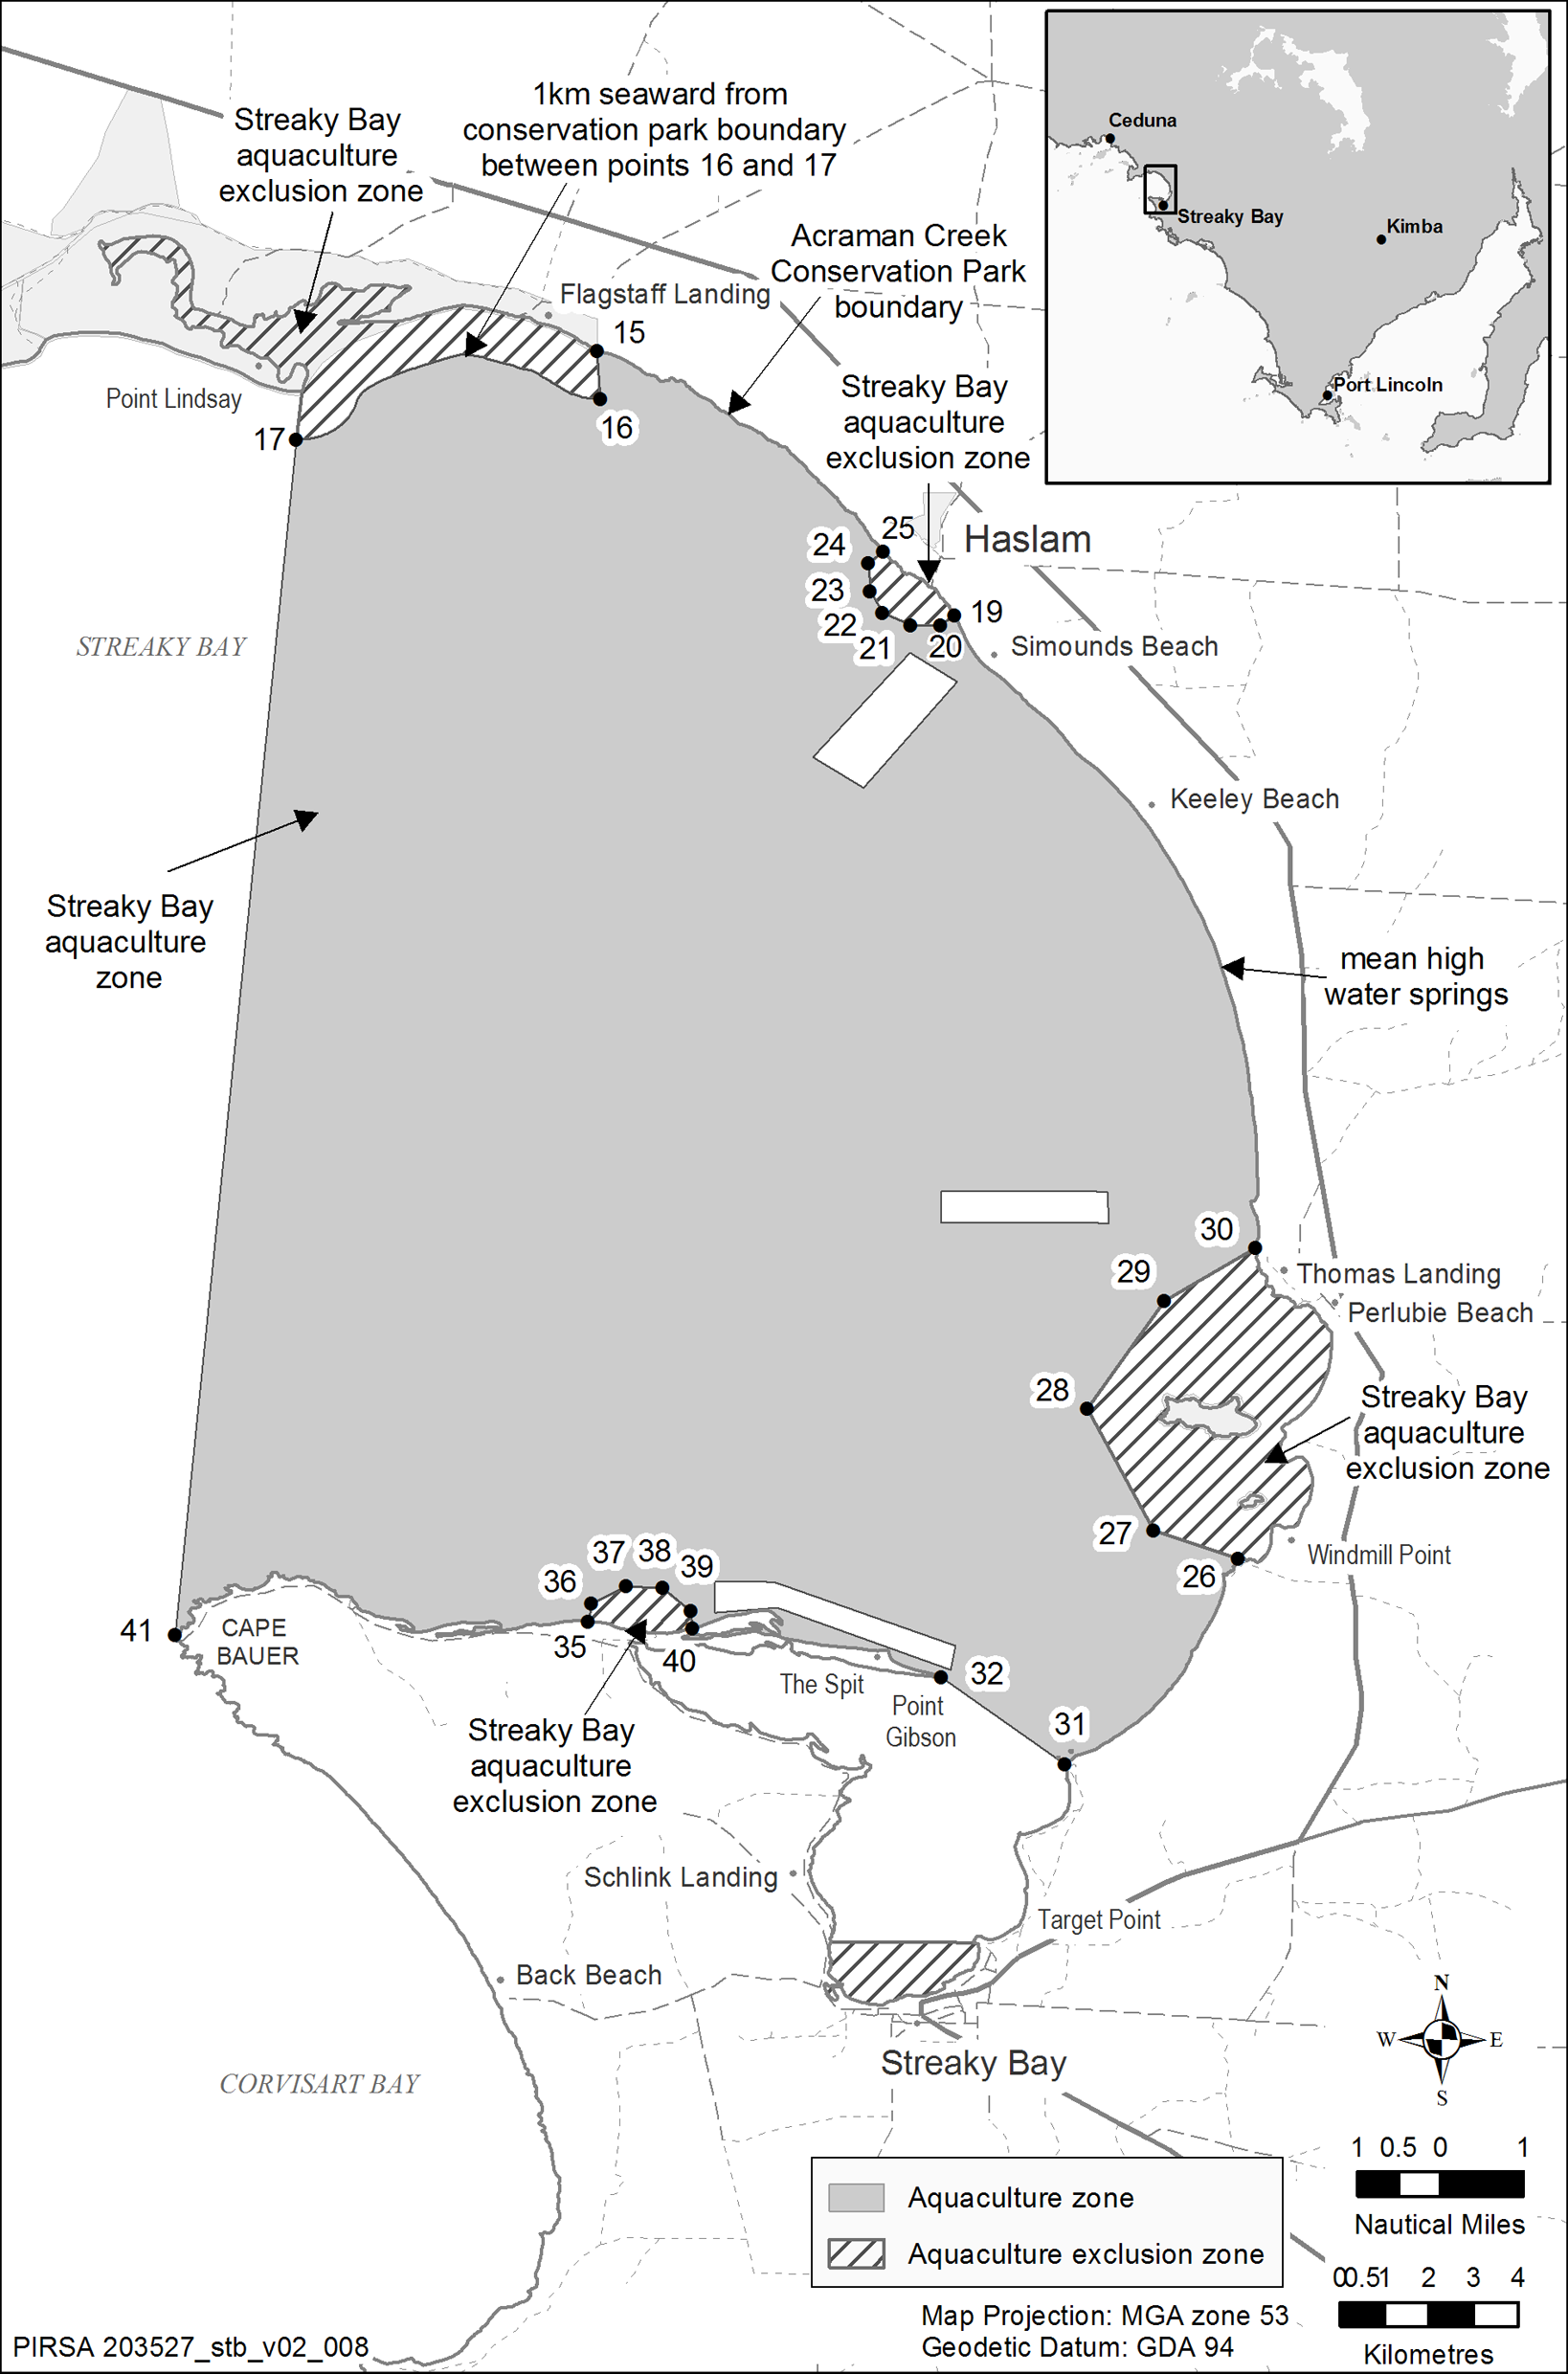 Streaky Bay
aquaculture
exclusion zone
1km seaward from
conservation park boundary
between points 16 and 17
Acraman Creek
Conservation Park
boundary
Ceduna
Streaky Bay
Kimba
Port Lincoln
Flagstaff Landing
15
Point Lindsay
16
17
Streaky Bay
aquaculture
exclusion zone
Haslam
25
24
23
22
21
20
19
Simounds Beach
STREAKY BAY
Keeley Beach
Streaky Bay
aquaculture
zone
mean high
water springs
30
29
Thomas Landing
Perlubie Beach
28
Streaky Bay
aquaculture
exclusion zone
27
26
Windmill Point
36
37
38
39
35
40
41
CAPE
BAUER
The Spit
Point
Gibson
32
31
Streaky Bay
aquaculture
exclusion zone
Schlink Landing
Target Point
Back Beach
Streaky Bay
CORVISART BAY
N
W
E
S
Aquaculture zone
Aquaculture exclusion zone
1 0.5 0 1
Nautical Miles
00.51 2 3 4
Kilometres
Map Projection: MGA zone 53
Geodetic Datum: GDA 94
PIRSA 203527_stb_v02_008